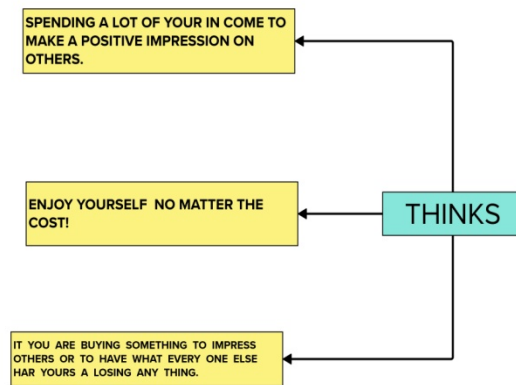 SPENDING A LOT OF YOUR IN COME TO
MAKE A POSITIVE IMPRESSION ON
OTHERS.
ENJOY YOURSELF NO MATTER THE
COST!
THINKS
IT YOU ARE BUYING SOMETHING TO IMPRESS
OTHERS OR TO HAVE WHAT EVERY ONE ELSE
HAR YOURS A LOSING ANY THING.